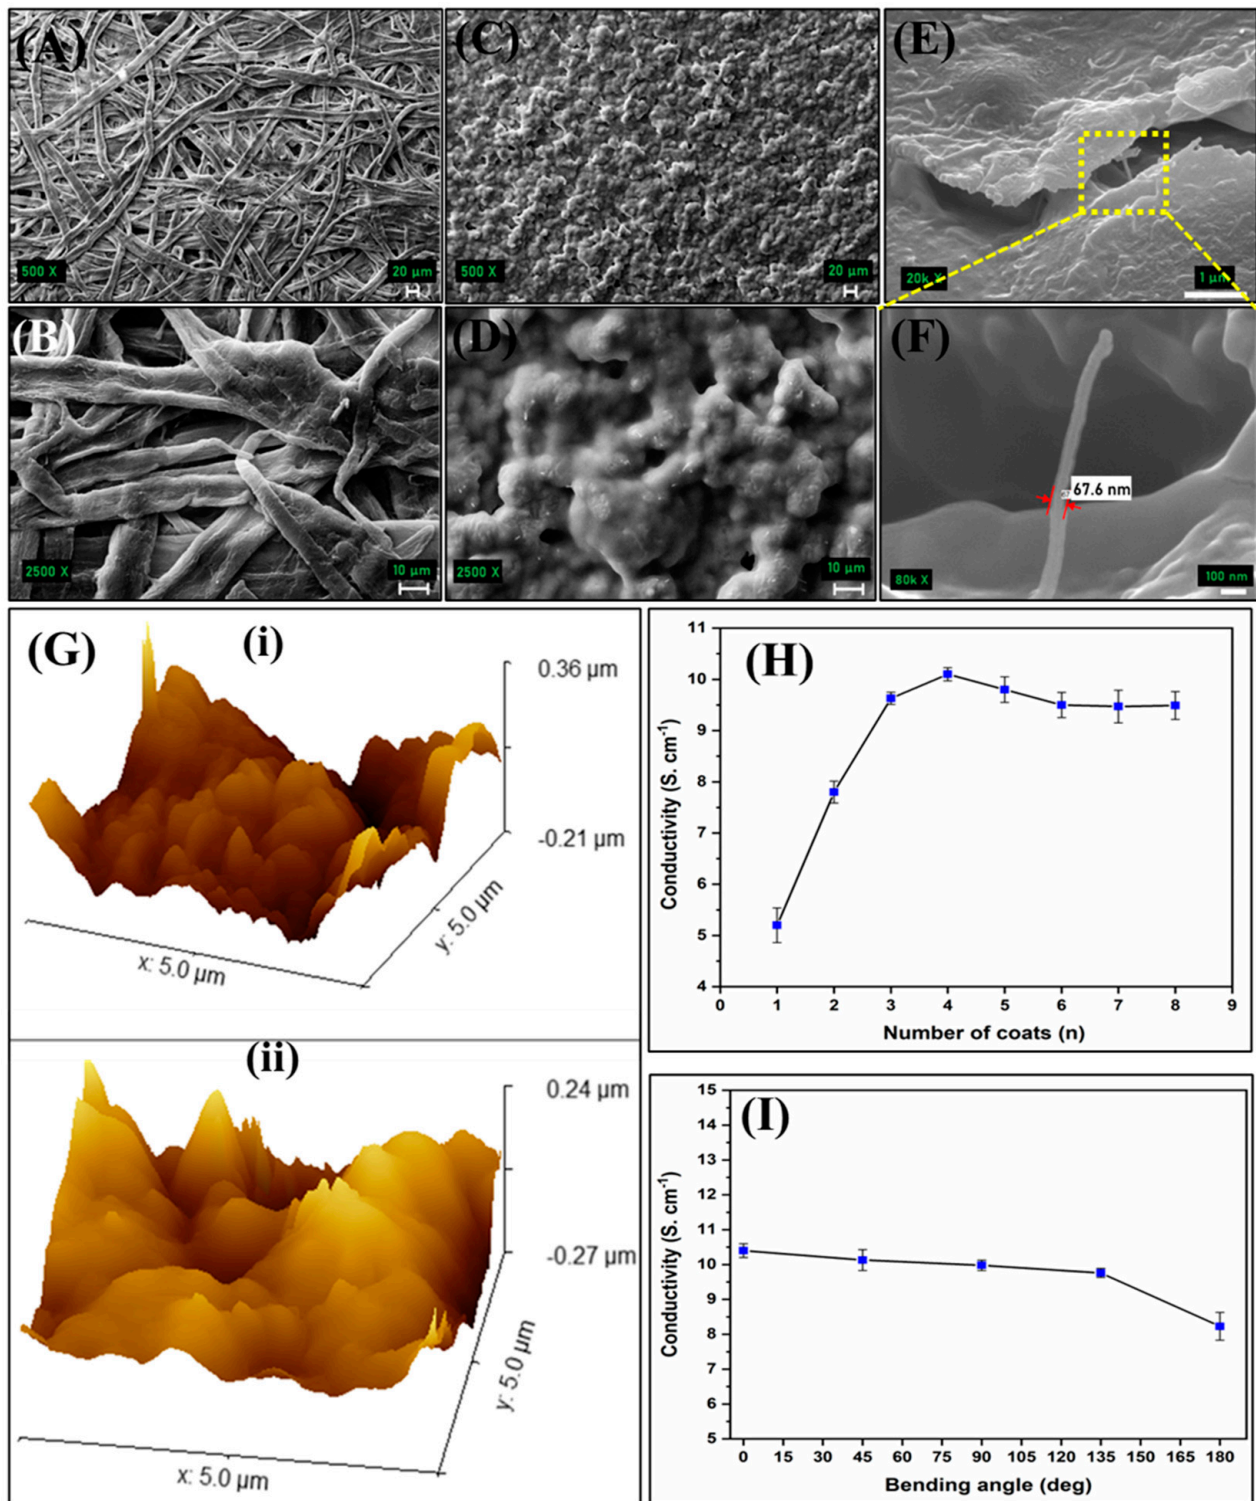 (A)
500 X
20 µm
(C)
500 X
20 µm
(E)
20k X
1 µm
(B)
2500 X
10 µm
(D)
2500 X
10 µm
(F)
67.6 nm
80k X
100 nm
(G)
(i)
0.36 µm
-0.21 µm
y: 5.0 µm
x: 5.0 µm
(ii)
0.24 µm
-0.27 µm
y: 5.0 µm
x: 5.0 µm
(H)
Conductivity (S. cm⁻¹)
11
10
9
8
7
6
5
4
0 1 2 3 4 5 6 7 8 9
Number of coats (n)
(I)
Conductivity (S. cm⁻¹)
15
14
13
12
11
10
9
8
7
6
5
0 15 30 45 60 75 90 105 120 135 150 165 180
Bending angle (deg)